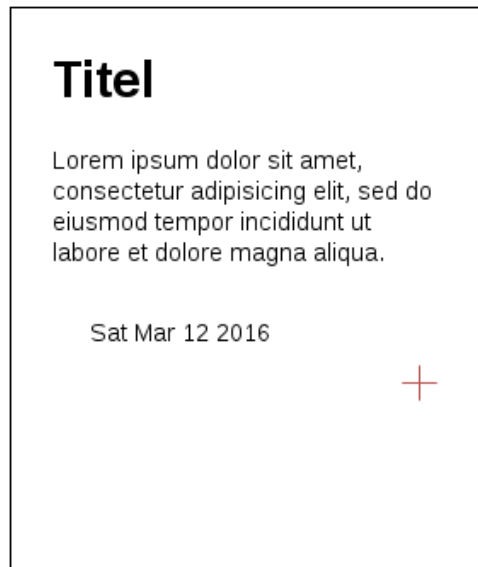 Titel
Lorem ipsum dolor sit amet,
consectetur adipisicing elit, sed do
eiusmod tempor incididunt ut
labore et dolore magna aliqua.
Sat Mar 12 2016